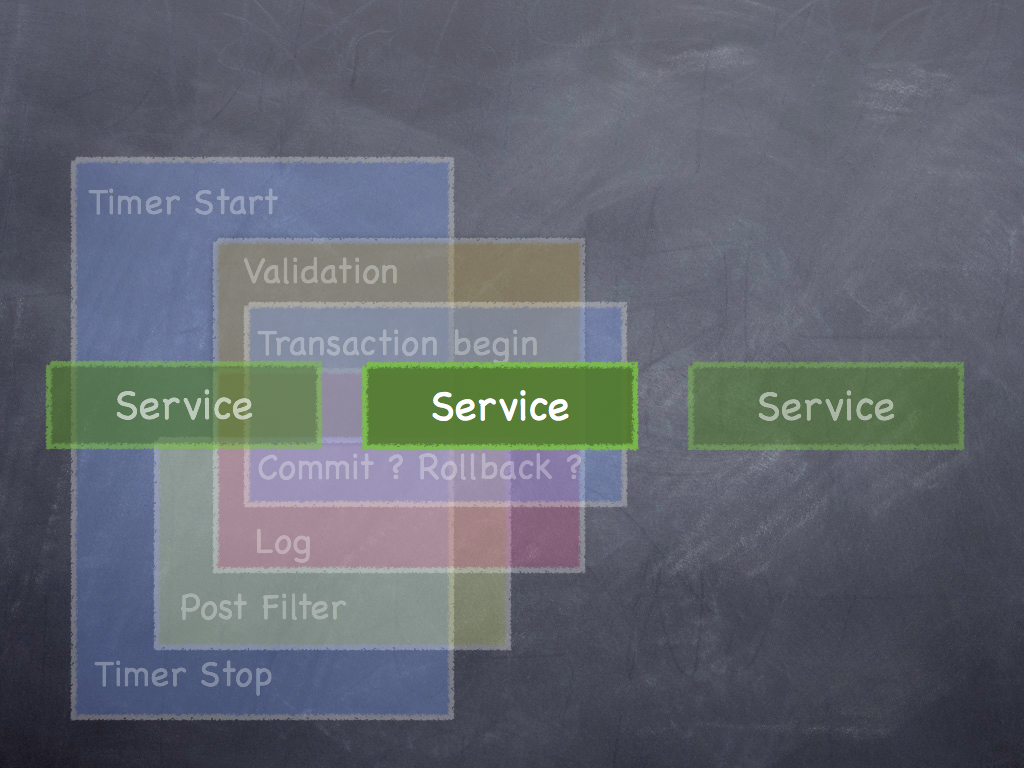 Timer Start
Validation
Transaction begin
Service Service Service
Commit ? Rollback ?
Log
Post Filter
Timer Stop